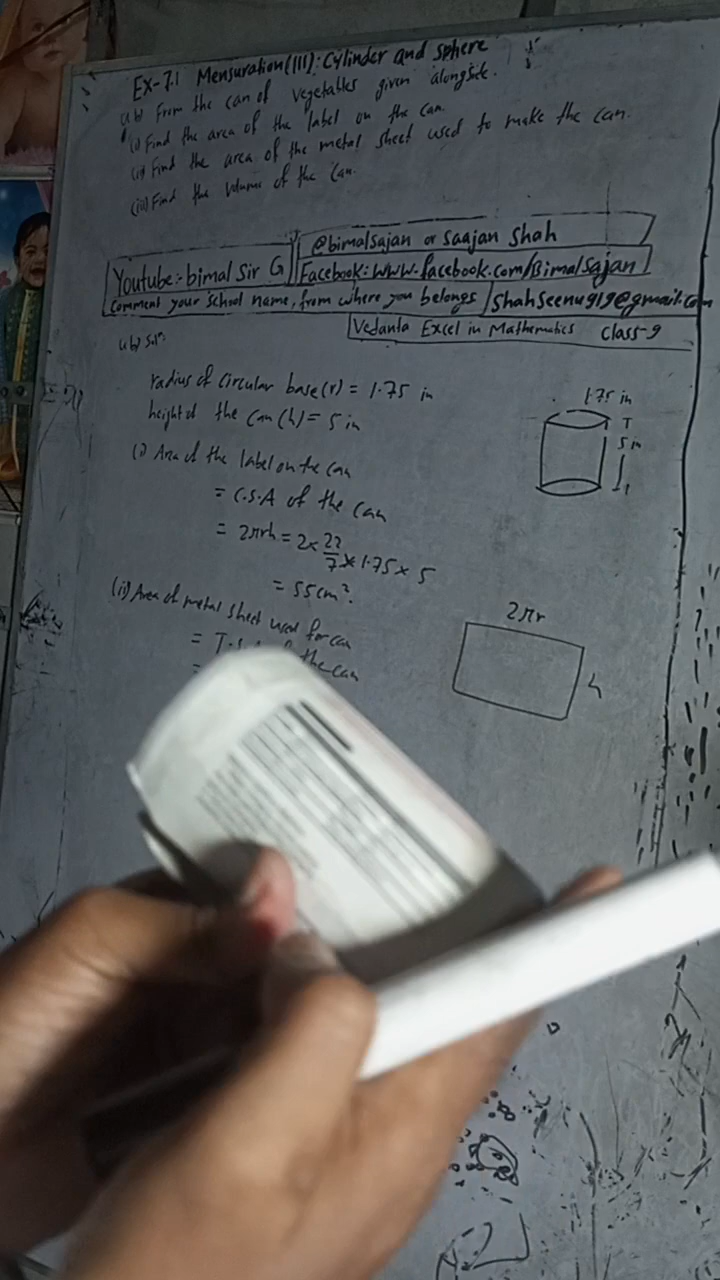 Ex-7.1 Mensuration(III): Cylinder and Sphere
4.b) From the can of vegetables given alongside.
(i) Find the area of the label on the can.
(ii) Find the area of the metal sheet used to make the can.
(iii) Find the volume of the can.
@bimalsajan or Saajan Shah
Youtube:- bimal Sir G
Facebook: WWW.facebook.com/Bimalsajan
Comment your school name, from where you belongs
shahseenu919@gmail.com
Vedanta Excel in Mathematics Class-9
4.b) Solⁿ:
radius of circular base(r) = 1.75 in
height of the can (h) = 5 in
(i) Area of the label on the can
= C.S.A of the can
= 2πrh = 2×22/7×1.75×5
= 55cm².
(ii) Area of metal sheet used for can
= T.S. the can
=
1.75 in
5 in
2πr
h